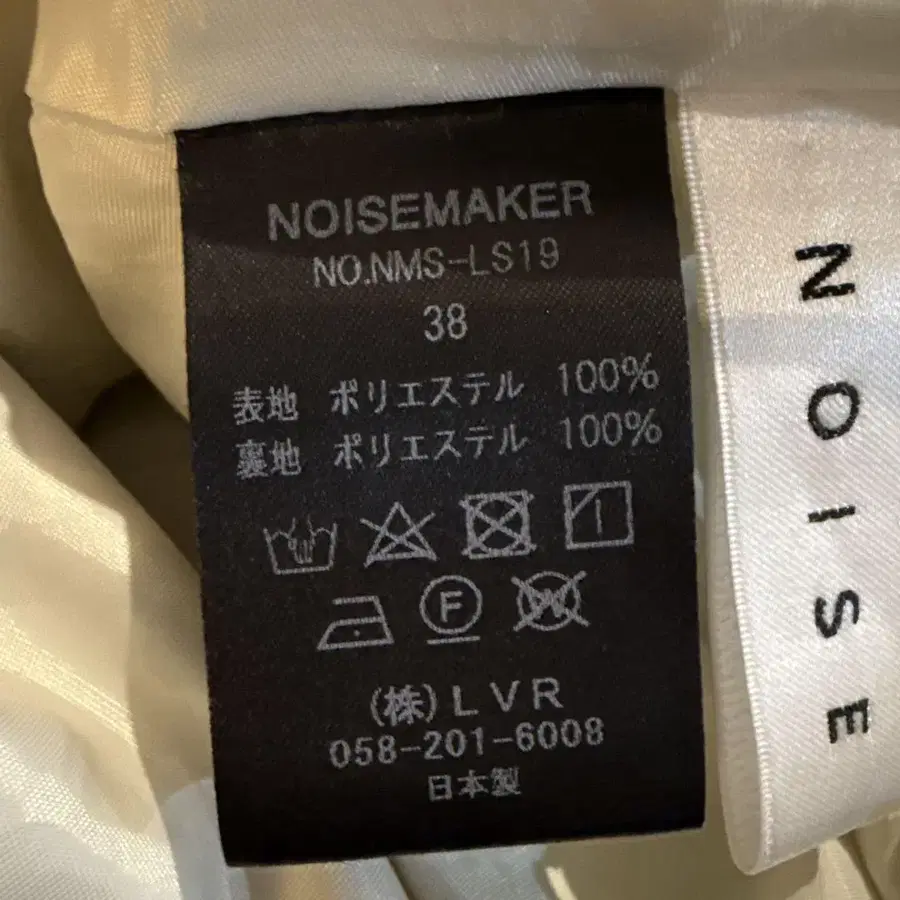 NOISEMAKER
NO.NMS-LS19
38
表地 ポリエステル 100%
裏地 ポリエステル 100%
F
W
(株)LVR
058-201-6008
日本製
NOISE